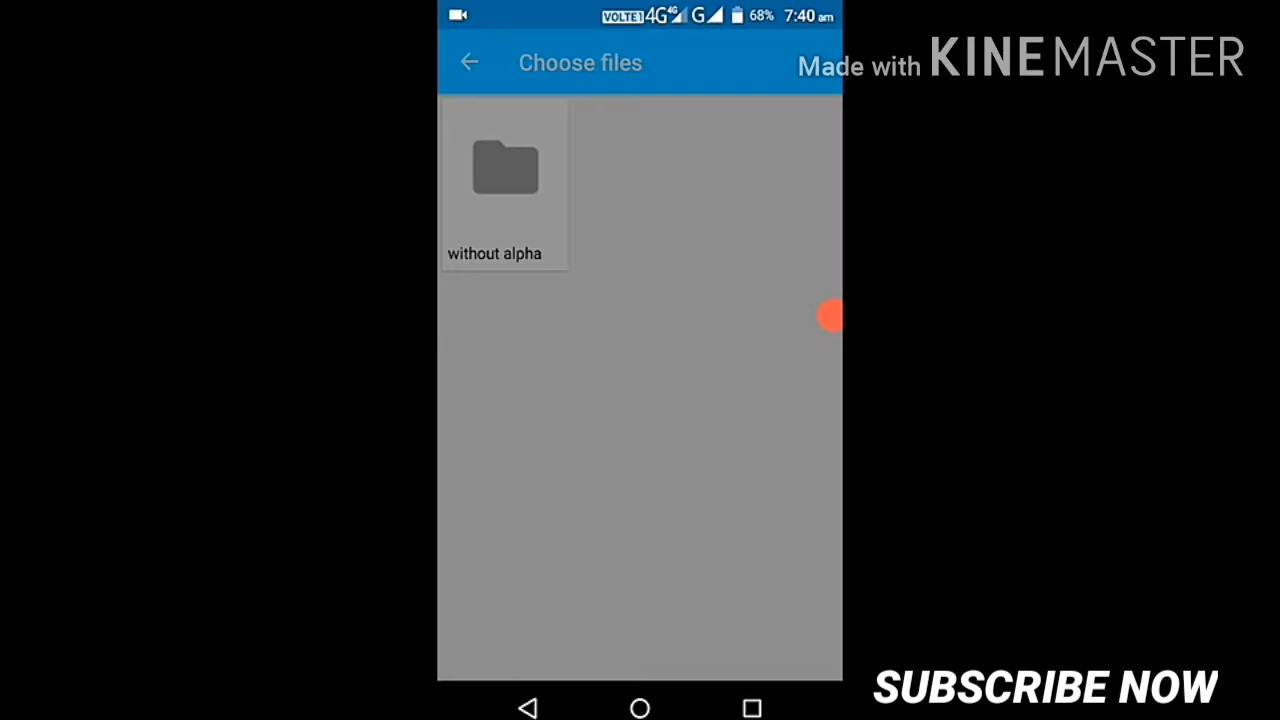 VOLTE1 4G 4G G 68% 7:40 am
Choose files
Made with KINEMASTER
without alpha
SUBSCRIBE NOW